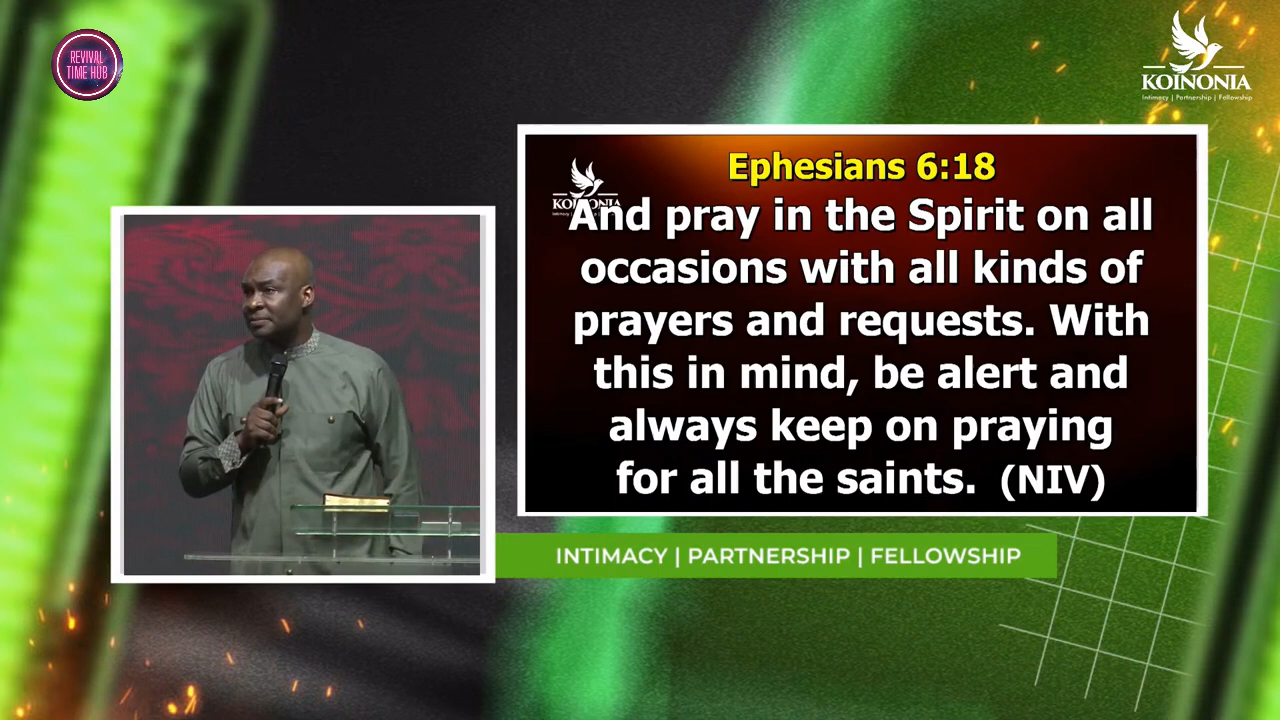 REVIVAL
TIME HUB
KOINONIA
Intimacy | Partnership | Fellowship
Ephesians 6:18
And pray in the Spirit on all
occasions with all kinds of
prayers and requests. With
this in mind, be alert and
always keep on praying
for all the saints. (NIV)
INTIMACY | PARTNERSHIP | FELLOWSHIP